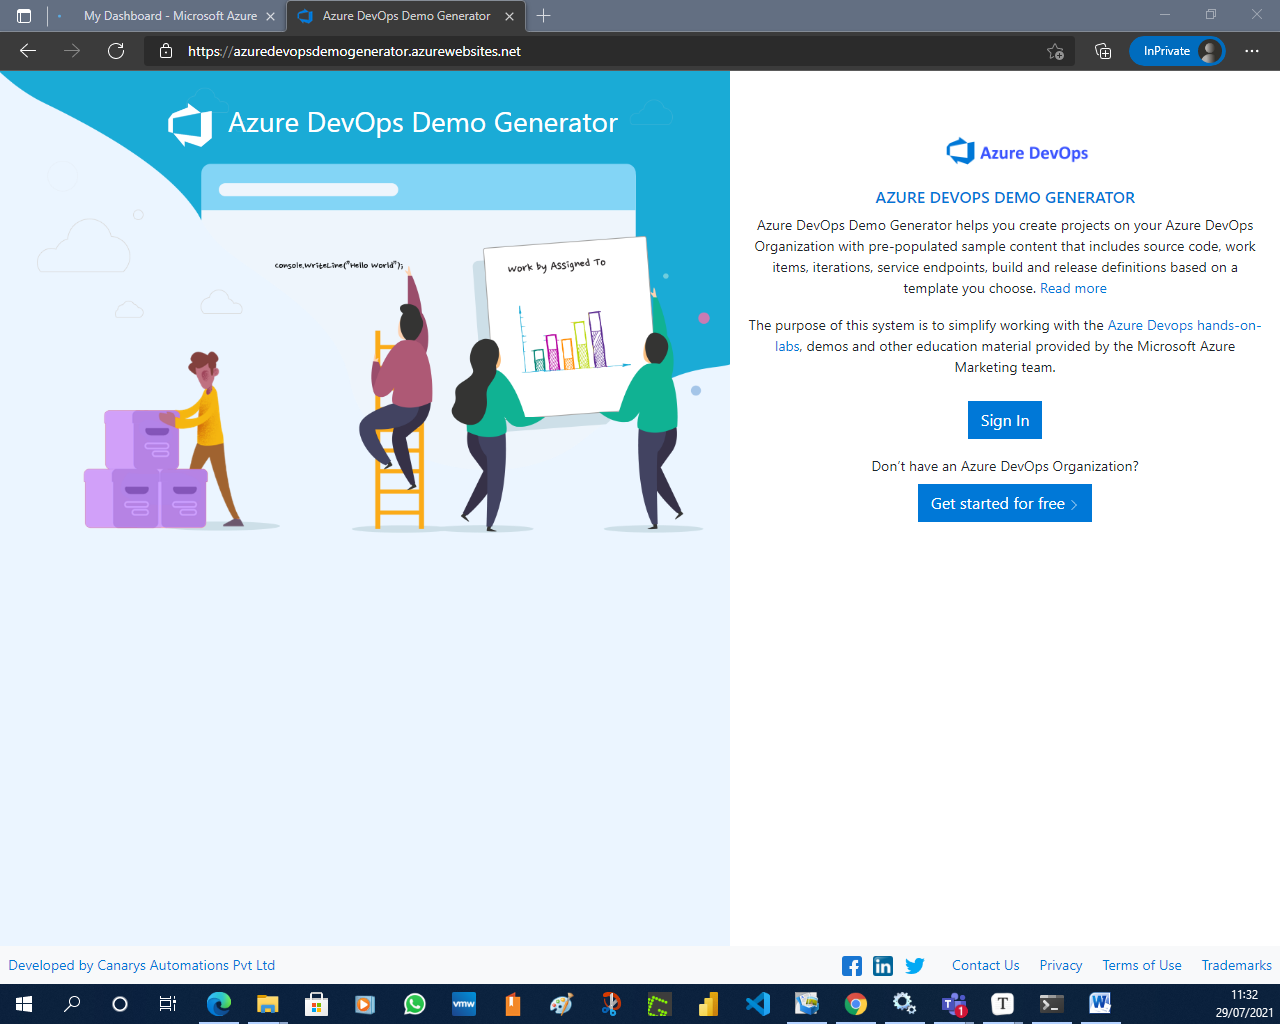 My Dashboard - Microsoft Azure
Azure DevOps Demo Generator
https://azuredevopsdemogenerator.azurewebsites.net
InPrivate
Azure DevOps Demo Generator
console.WriteLine("Hello World");
Work by Assigned To
Azure DevOps
AZURE DEVOPS DEMO GENERATOR
Azure DevOps Demo Generator helps you create projects on your Azure DevOps
Organization with pre-populated sample content that includes source code, work
items, iterations, service endpoints, build and release definitions based on a
template you choose. Read more
The purpose of this system is to simplify working with the Azure Devops hands-on-
labs, demos and other education material provided by the Microsoft Azure
Marketing team.
Sign In
Don't have an Azure DevOps Organization?
Get started for free
Developed by Canarys Automations Pvt Ltd
Contact Us
Privacy
Terms of Use
Trademarks
vmw
1
T
W
11:32
29/07/2021